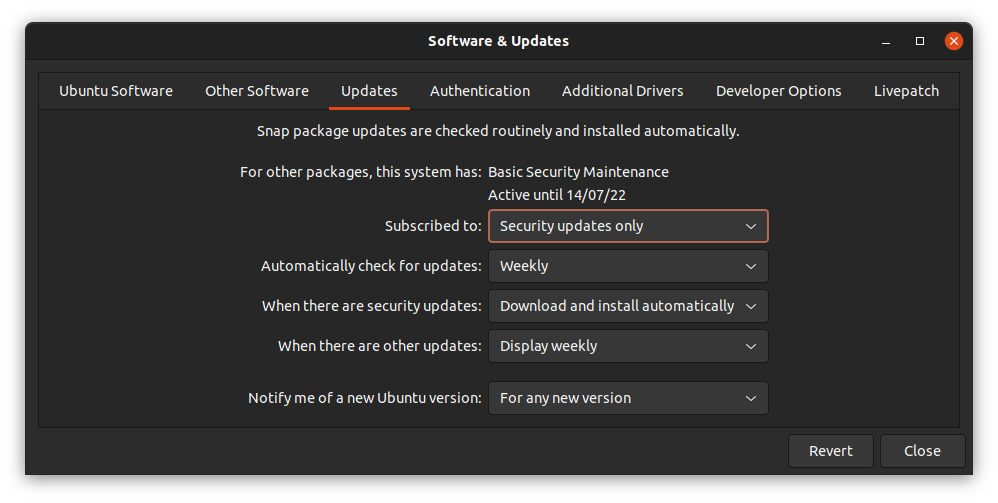 Software & Updates
Ubuntu Software Other Software Updates Authentication Additional Drivers Developer Options Livepatch
Snap package updates are checked routinely and installed automatically.
For other packages, this system has: Basic Security Maintenance
Active until 14/07/22
Subscribed to: Security updates only
Automatically check for updates: Weekly
When there are security updates: Download and install automatically
When there are other updates: Display weekly
Notify me of a new Ubuntu version: For any new version
Revert Close